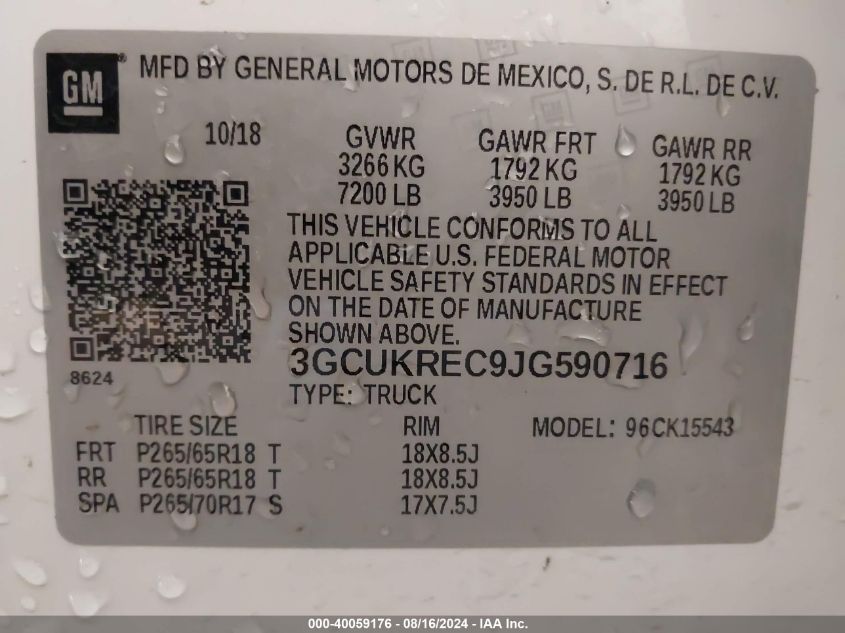 GM
MFD BY GENERAL MOTORS DE MEXICO, S. DE R.L. DE C.V.
10/18 GVWR GAWR FRT GAWR RR
3266 KG 1792 KG 1792 KG
7200 LB 3950 LB 3950 LB
THIS VEHICLE CONFORMS TO ALL
APPLICABLE U.S. FEDERAL MOTOR
VEHICLE SAFETY STANDARDS IN EFFECT
ON THE DATE OF MANUFACTURE
SHOWN ABOVE.
3GCUKREC9JG590716
8624
TYPE: TRUCK
TIRE SIZE RIM MODEL: 96CK15543
FRT P265/65R18 T 18X8.5J
RR P265/65R18 T 18X8.5J
SPA P265/70R17 S 17X7.5J
000-40059176 - 08/16/2024 - IAA Inc.